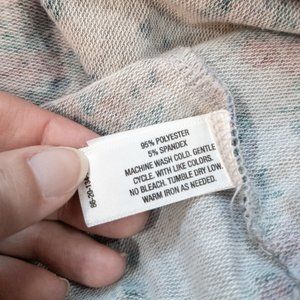 95% POLYESTER
5% SPANDEX
MACHINE WASH COLD. GENTLE
CYCLE. WITH LIKE COLORS.
NO BLEACH. TUMBLE DRY LOW.
WARM IRON AS NEEDED.